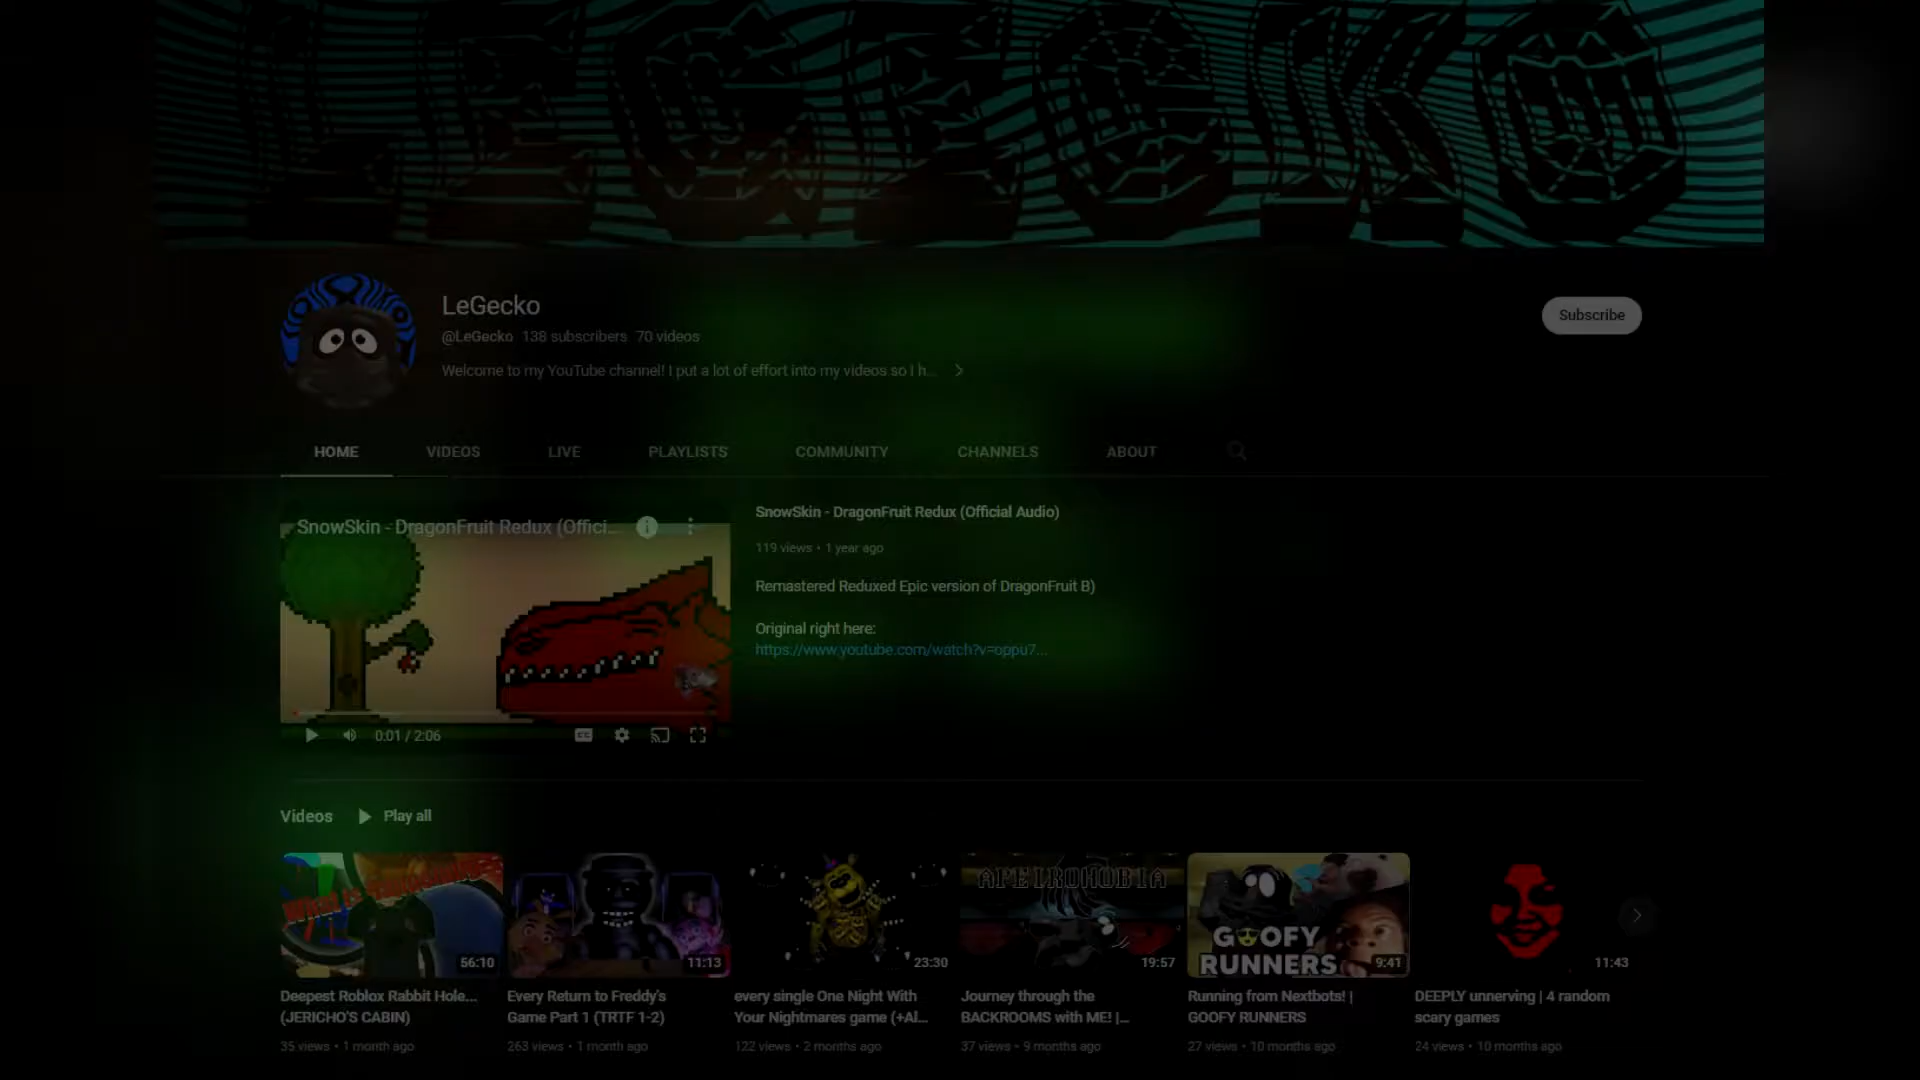 LEGECKO
LeGecko
@LeGecko 138 subscribers 70 videos
Welcome to my YouTube channel! I put a lot of effort into my videos so I h...
Subscribe
HOME VIDEOS LIVE PLAYLISTS COMMUNITY CHANNELS ABOUT
SnowSkin - DragonFruit Redux (Offici...
0:01 / 2:06
SnowSkin - DragonFruit Redux (Official Audio)
119 views • 1 year ago
Remastered Reduxed Epic version of DragonFruit B)
Original right here:
https://www.youtube.com/watch?v=oppu7...
Videos Play all
WHAT IS
56:10
11:13
23:30
APEIROHOBIA
19:57
GOOFY
RUNNERS
9:41
11:43
Deepest Roblox Rabbit Hole...
(JERICHO'S CABIN)
35 views • 1 month ago
Every Return to Freddy's
Game Part 1 (TRTF 1-2)
263 views • 1 month ago
every single One Night With
Your Nightmares game (+Al...
122 views • 2 months ago
Journey through the
BACKROOMS with ME! |...
37 views • 9 months ago
Running from Nextbots! |
GOOFY RUNNERS
27 views • 10 months ago
DEEPLY unnerving | 4 random
scary games
24 views • 10 months ago